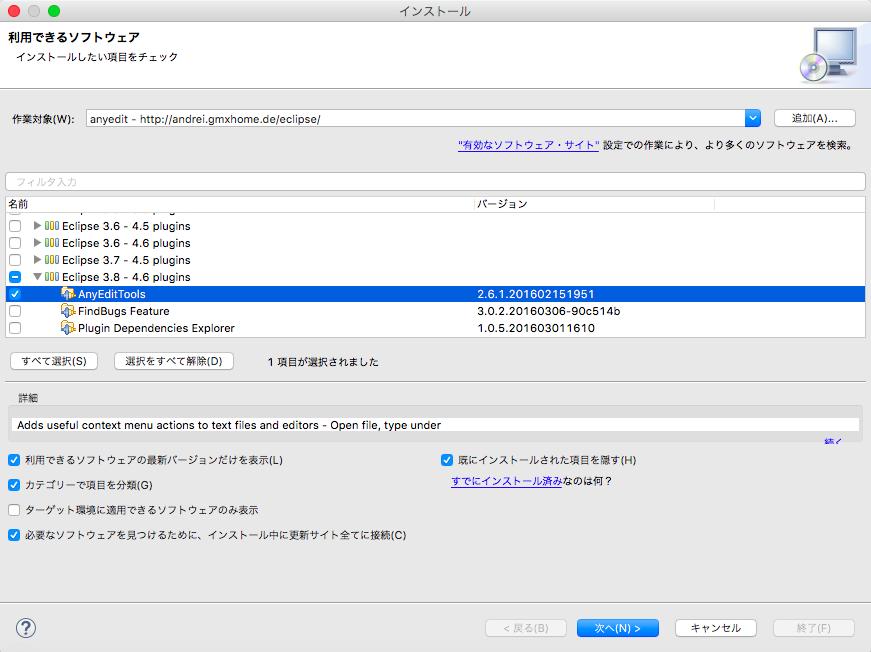 インストール
利用できるソフトウェア
インストールしたい項目をチェック
作業対象(W): anyedit - http://andrei.gmxhome.de/eclipse/ 追加(A)...
"有効なソフトウェア・サイト" 設定での作業により、より多くのソフトウェアを検索。
フィルタ入力
名前 バージョン
Eclipse 3.6 - 4.5 plugins
Eclipse 3.6 - 4.6 plugins
Eclipse 3.7 - 4.5 plugins
Eclipse 3.8 - 4.6 plugins
AnyEditTools 2.6.1.201602151951
FindBugs Feature 3.0.2.20160306-90c514b
Plugin Dependencies Explorer 1.0.5.201603011610
すべて選択(S) 選択をすべて解除(D) 1 項目が選択されました
詳細
Adds useful context menu actions to text files and editors - Open file, type under
続く
利用できるソフトウェアの最新バージョンだけを表示(L) 既にインストールされた項目を隠す(H)
カテゴリーで項目を分類(G) すでにインストール済みなのは何？
ターゲット環境に適用できるソフトウェアのみ表示
必要なソフトウェアを見つけるために、インストール中に更新サイト全てに接続(C)
? < 戻る(B) 次へ(N) > キャンセル 終了(F)